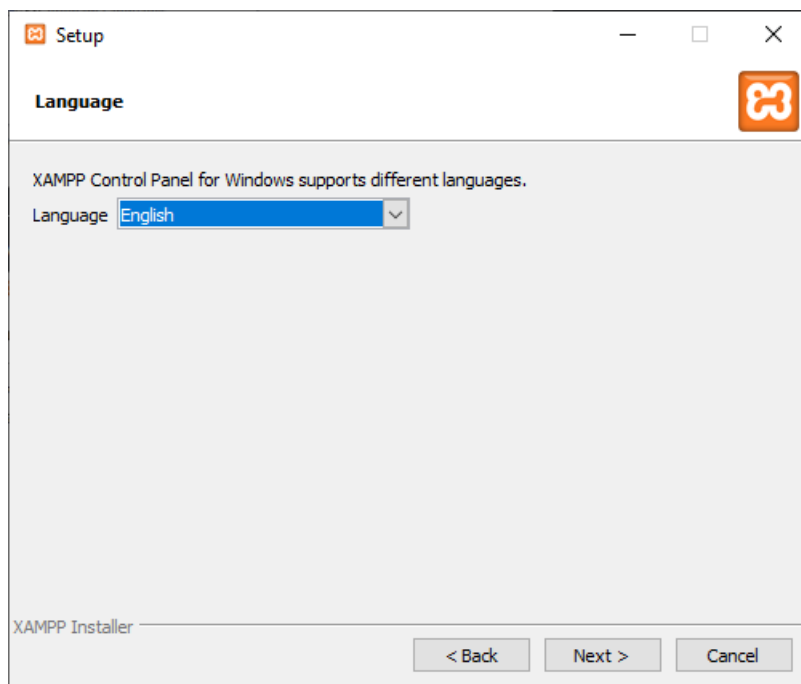 Setup
Language
XAMPP Control Panel for Windows supports different languages.
Language English
XAMPP Installer
< Back Next > Cancel